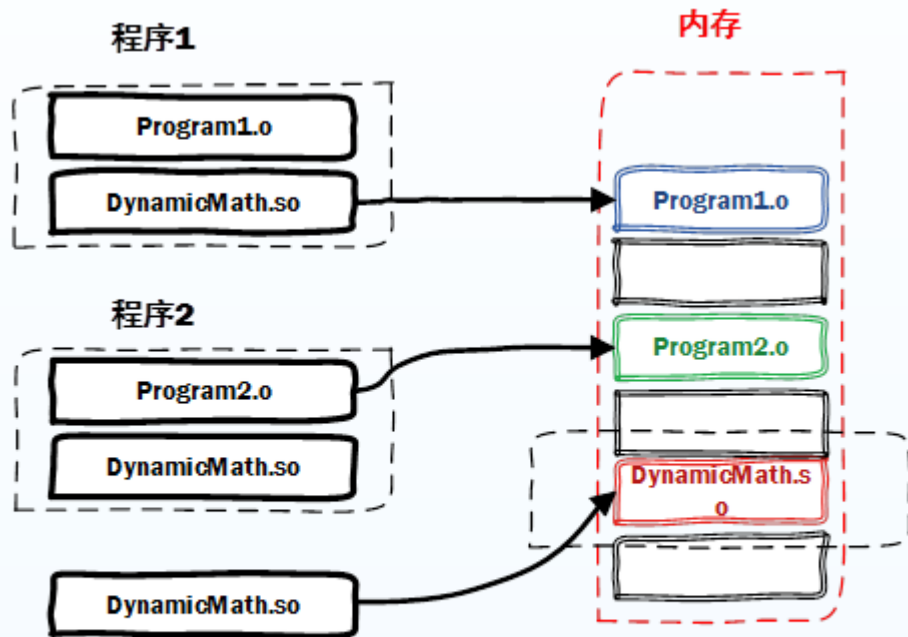 程序1
Program1.o
DynamicMath.so
程序2
Program2.o
DynamicMath.so
DynamicMath.so
内存
Program1.o
Program2.o
DynamicMath.s
o